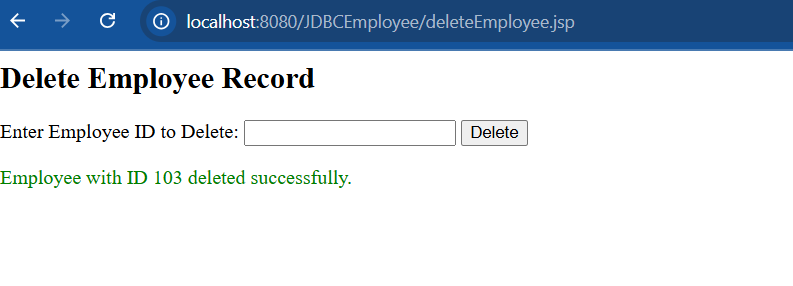 localhost:8080/JDBCEmployee/deleteEmployee.jsp
Delete Employee Record
Enter Employee ID to Delete: Delete
Employee with ID 103 deleted successfully.